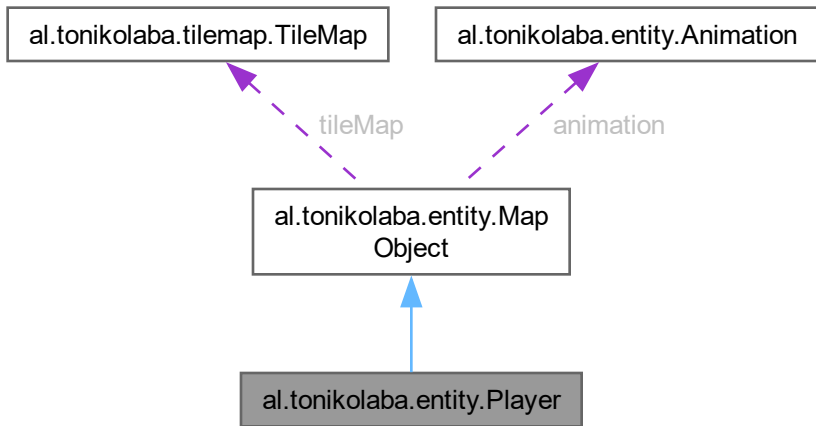 al.tonikolaba.tilemap.TileMap
al.tonikolaba.entity.Animation
tileMap
animation
al.tonikolaba.entity.Map
Object
al.tonikolaba.entity.Player